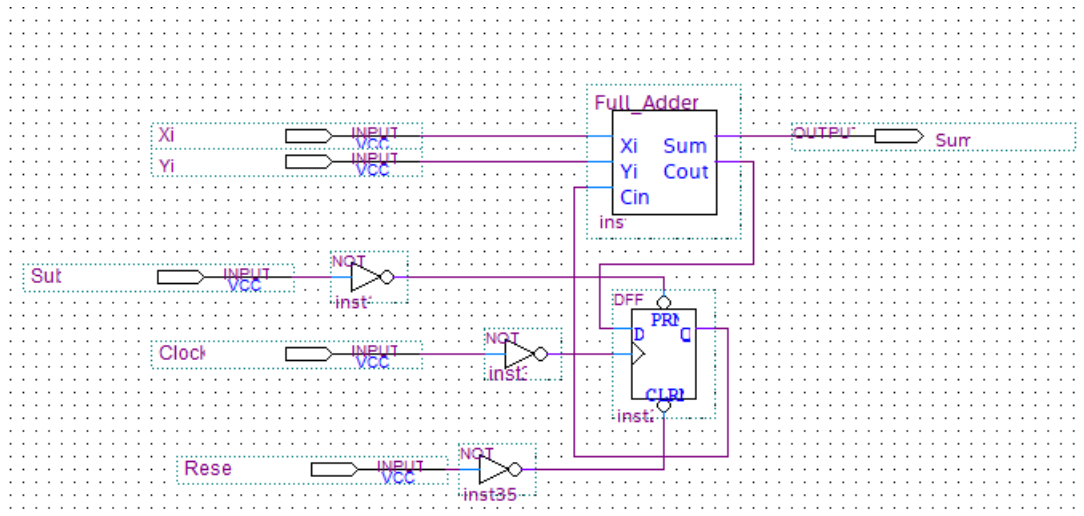 Full_Adder
Xi INPUT VCC
Yi INPUT VCC
Xi Sum
Yi Cout
Cin
ins
OUTPUT Sum
Sut INPUT VCC
NOT
inst
DFF
PRN
D Q
CLRN
inst
Clock INPUT VCC
NOT
inst
Rese INPUT VCC
NOT
inst35